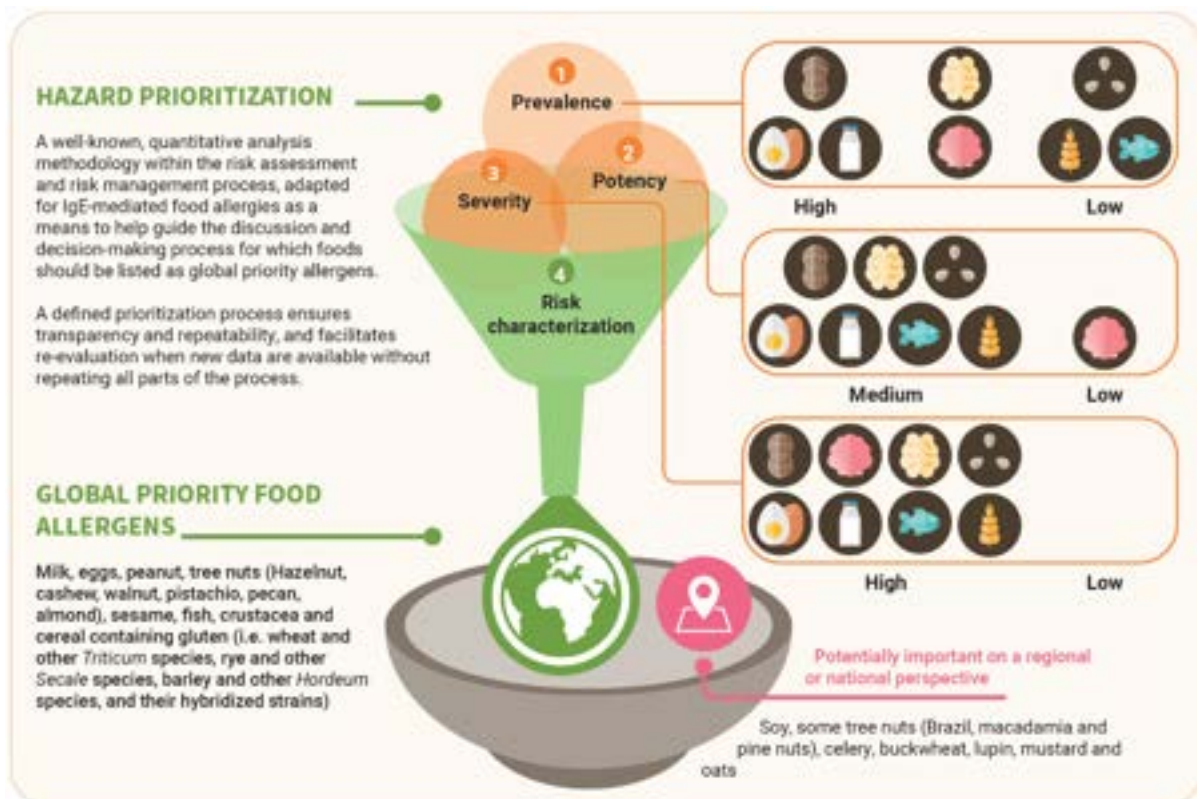 HAZARD PRIORITIZATION
A well-known, quantitative analysis
methodology within the risk assessment
and risk management process, adapted
for IgE-mediated food allergies as a
means to help guide the discussion and
decision-making process for which foods
should be listed as global priority allergens.
A defined prioritization process ensures
transparency and repeatability, and facilitates
re-evaluation when new data are available without
repeating all parts of the process.
1
Prevalence
2
Potency
3
Severity
4
Risk
characterization
High
Low
Medium
Low
High
Low
GLOBAL PRIORITY FOOD
ALLERGENS
Milk, eggs, peanut, tree nuts (Hazelnut,
cashew, walnut, pistachio, pecan,
almond), sesame, fish, crustacea and
cereal containing gluten (i.e. wheat and
other Triticum species, rye and other
Secale species, barley and other Hordeum
species, and their hybridized strains)
Potentially important on a regional
or national perspective
Soy, some tree nuts (Brazil, macadamia and
pine nuts), celery, buckwheat, lupin, mustard and
oats